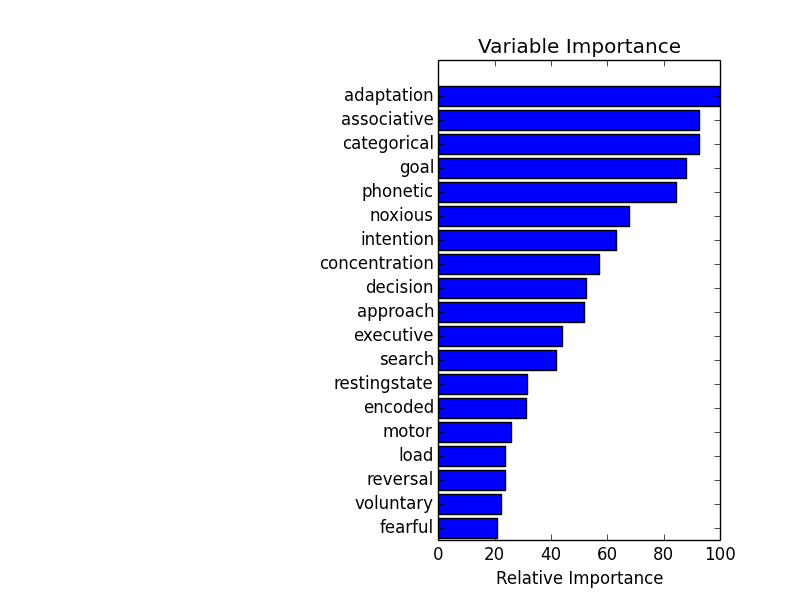 Variable Importance
adaptation
associative
categorical
goal
phonetic
noxious
intention
concentration
decision
approach
executive
search
restingstate
encoded
motor
load
reversal
voluntary
fearful
0 20 40 60 80 100
Relative Importance